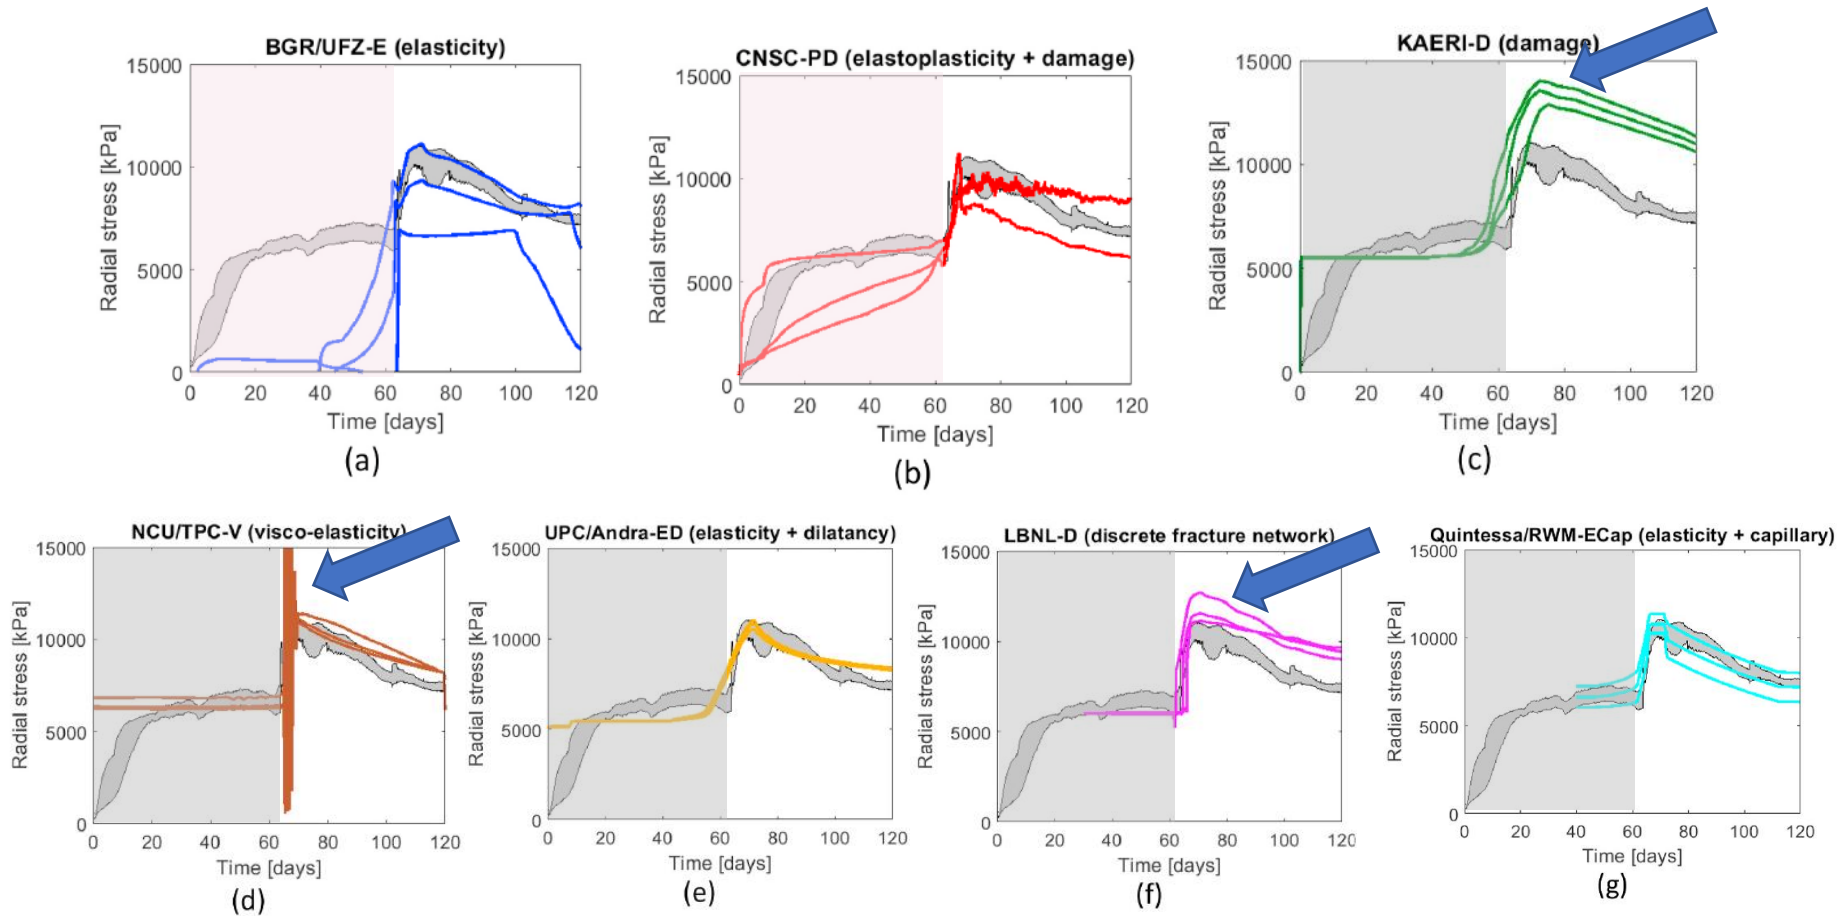 BGR/UFZ-E (elasticity)
15000
10000
5000
0
Radial stress [kPa]
0 20 40 60 80 100 120
Time [days]
(a)
CNSC-PD (elastoplasticity + damage)
15000
10000
5000
0
Radial stress [kPa]
0 20 40 60 80 100 120
Time [days]
(b)
KAERI-D (damage)
15000
10000
5000
0
Radial stress [kPa]
0 20 40 60 80 100 120
Time [days]
(c)
NCU/TPC-V (visco-elasticity)
15000
10000
5000
0
Radial stress [kPa]
0 20 40 60 80 100 120
Time [days]
(d)
UPC/Andra-ED (elasticity + dilatancy)
15000
10000
5000
0
Radial stress [kPa]
0 20 40 60 80 100 120
Time [days]
(e)
LBNL-D (discrete fracture network)
15000
10000
5000
0
Radial stress [kPa]
0 20 40 60 80 100 120
Time [days]
(f)
Quintessa/RWM-ECap (elasticity + capillary)
15000
10000
5000
0
Radial stress [kPa]
0 20 40 60 80 100 120
Time [days]
(g)